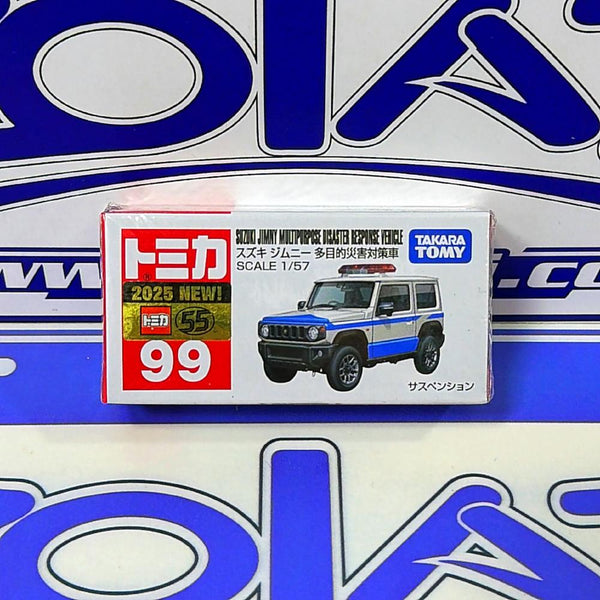 トミカ
2025 NEW!
トミカ 55
99
SUZUKI JIMNY MULTIPURPOSE DISASTER RESPONSE VEHICLE
スズキ ジムニー 多目的災害対策車
SCALE 1/57
TAKARA
TOMY
サスペンション
www.